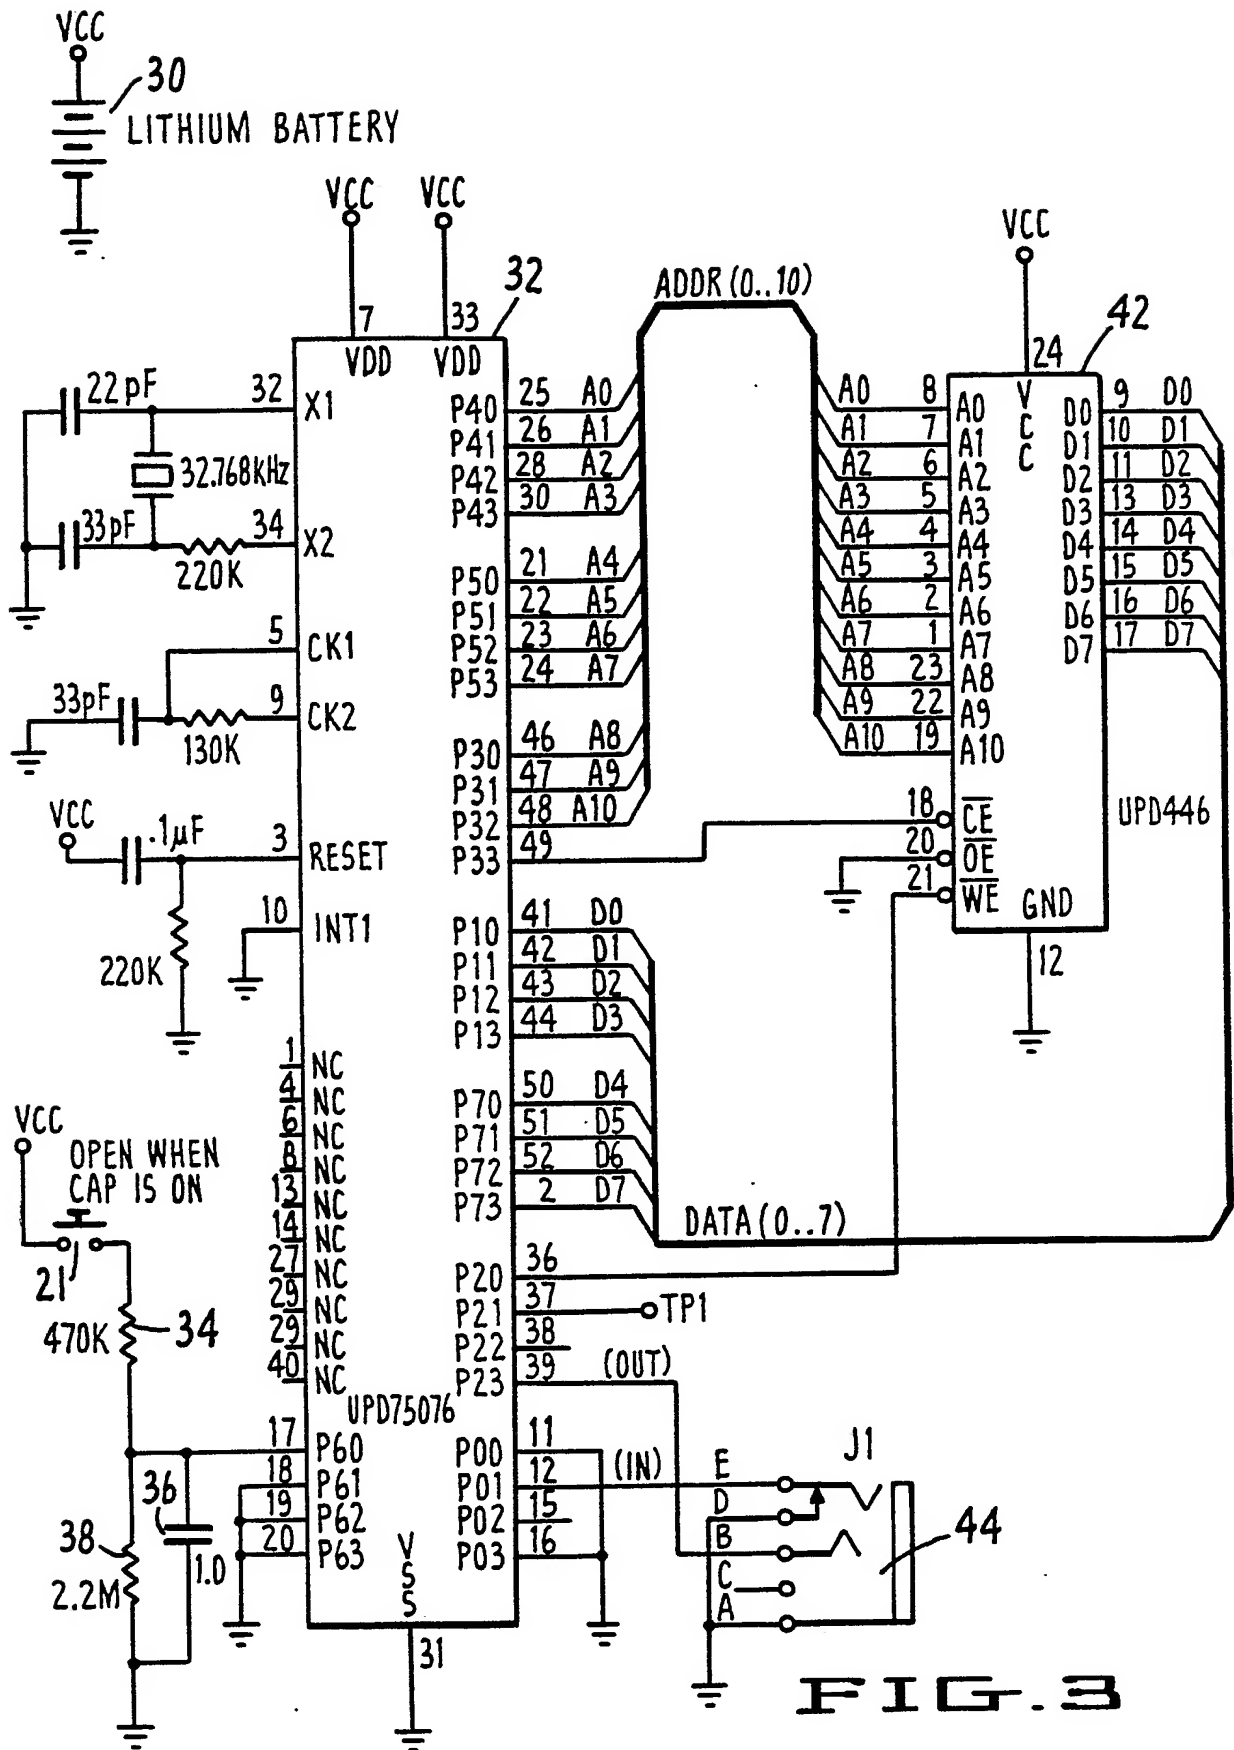 VCC
30
LITHIUM BATTERY
VCC
VCC
7
33
32
VDD
VDD
ADDR (0..10)
VCC
24
42
VCC
22pF
32
X1
32.768KHz
33pF
34
X2
220K
5
CK1
33pF
9
CK2
130K
VCC
.1µF
3
RESET
10
INT1
220K
1 NC
4 NC
6 NC
8 NC
13 NC
14 NC
27 NC
29 NC
29 NC
40 NC
VCC
OPEN WHEN
CAP IS ON
21
470K
34
17 P60
18 P61
19 P62
20 P63
36
1.0
38
2.2M
UPD75076
VSS
31
P40 25 A0
P41 26 A1
P42 28 A2
P43 30 A3
P50 21 A4
P51 22 A5
P52 23 A6
P53 24 A7
P30 46 A8
P31 47 A9
P32 48 A10
P33 49
P10 41 D0
P11 42 D1
P12 43 D2
P13 44 D3
P70 50 D4
P71 51 D5
P72 52 D6
P73 2 D7
DATA (0..7)
P20 36
P21 37 TP1
P22 38
P23 39 (OUT)
P00 11
P01 12 (IN)
P02 15
P03 16
A0 8 A0
A1 7 A1
A2 6 A2
A3 5 A3
A4 4 A4
A5 3 A5
A6 2 A6
A7 1 A7
A8 23 A8
A9 22 A9
A10 19 A10
18 CE
20 OE
21 WE
D0 9 D0
D1 10 D1
D2 11 D2
D3 13 D3
D4 14 D4
D5 15 D5
D6 16 D6
D7 17 D7
UPD446
GND
12
J1
E
D
B
C
A
44
FIG. 3